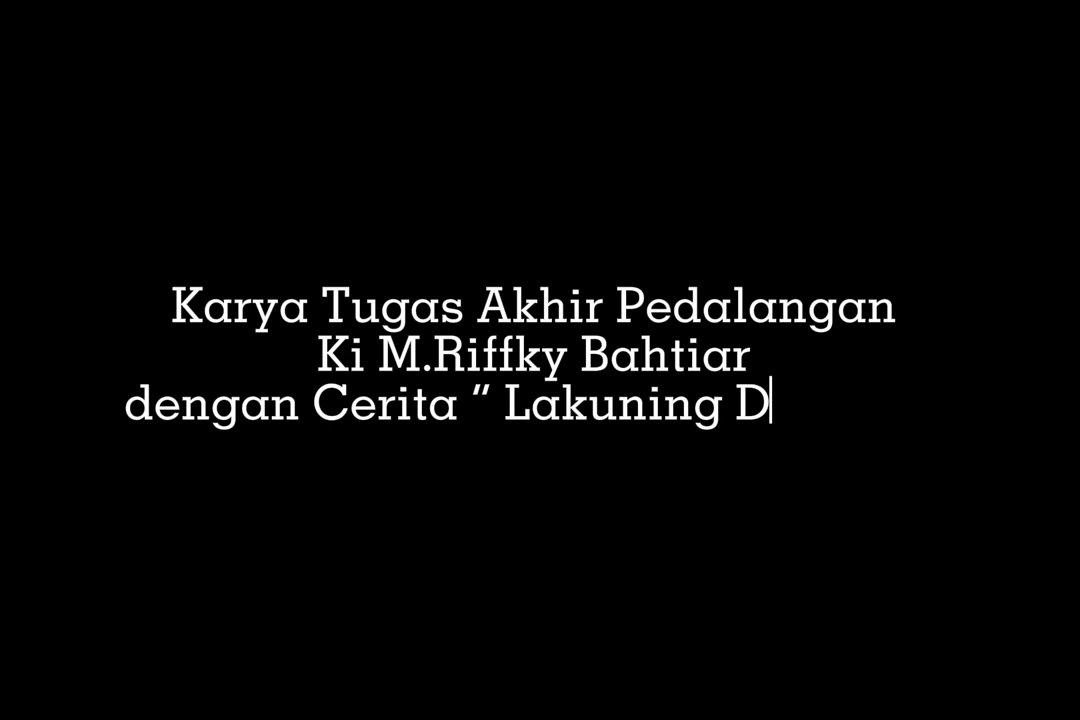 Karya Tugas Akhir Pedalangan
Ki M.Riffky Bahtiar
dengan Cerita “ Lakuning D